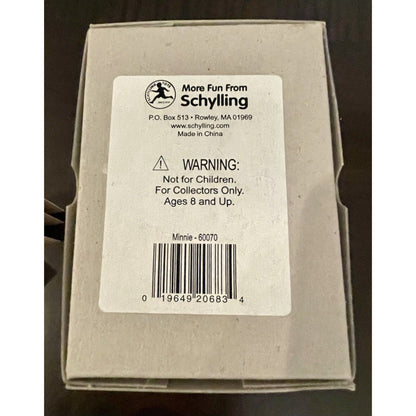 More Fun From
Schylling
P.O. Box 513 • Rowley, MA 01969
www.schylling.com
Made in China
WARNING:
Not for Children.
For Collectors Only.
Ages 8 and Up.
Minnie - 60070
0 19649 20683 4